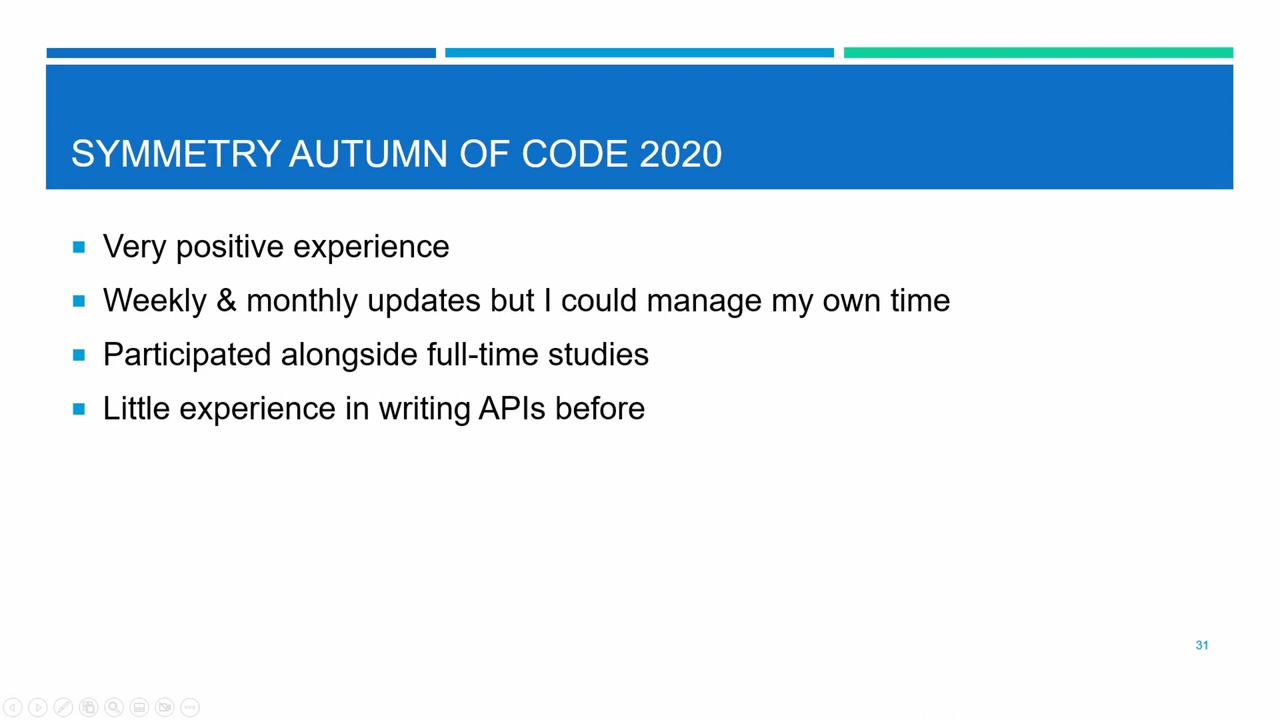 SYMMETRY AUTUMN OF CODE 2020
Very positive experience
Weekly & monthly updates but I could manage my own time
Participated alongside full-time studies
Little experience in writing APIs before
31